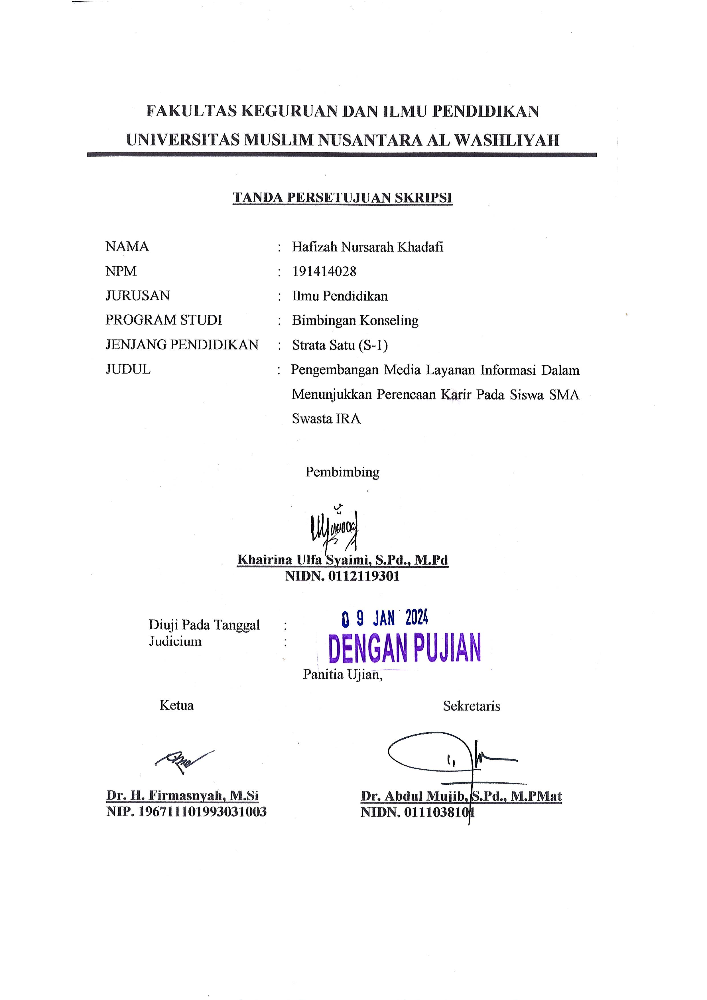 FAKULTAS KEGURUAN DAN ILMU PENDIDIKAN
UNIVERSITAS MUSLIM NUSANTARA AL WASHLIYAH
TANDA PERSETUJUAN SKRIPSI
NAMA : Hafizah Nursarah Khadafi
NPM : 191414028
JURUSAN : Ilmu Pendidikan
PROGRAM STUDI : Bimbingan Konseling
JENJANG PENDIDIKAN : Strata Satu (S-1)
JUDUL : Pengembangan Media Layanan Informasi Dalam
Menunjukkan Perencaan Karir Pada Siswa SMA
Swasta IRA
Pembimbing
Khairina Ulfa Syaimi, S.Pd., M.Pd
NIDN. 0112119301
Diuji Pada Tanggal : 09 JAN 2024
Judicium : DENGAN PUJIAN
Panitia Ujian,
Ketua Sekretaris
Dr. H. Firmasnyah, M.Si Dr. Abdul Mujib, S.Pd., M.PMat
NIP. 196711101993031003 NIDN. 0111038101